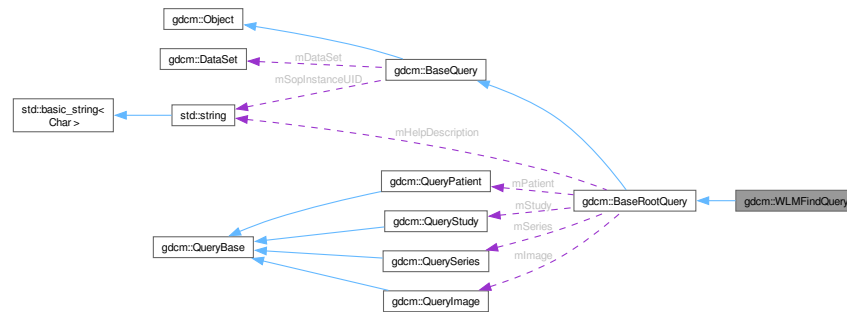 gdcm::Object
gdcm::DataSet
mDataSet
gdcm::BaseQuery
mSopInstanceUID
std::basic_string<
Char >
std::string
mHelpDescription
gdcm::QueryPatient
mPatient
gdcm::BaseRootQuery
gdcm::WLMFindQuery
mStudy
gdcm::QueryStudy
mSeries
gdcm::QueryBase
mImage
gdcm::QuerySeries
gdcm::QueryImage